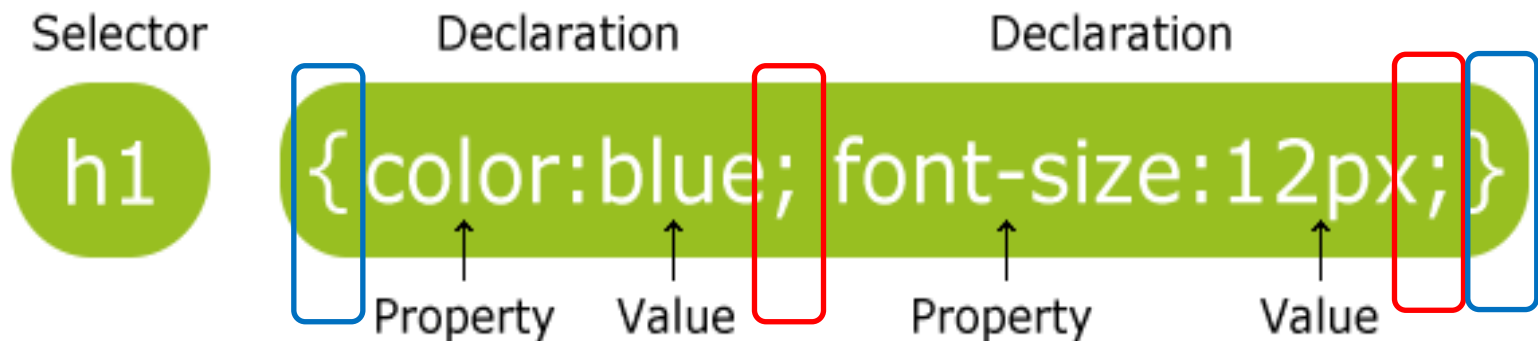 Selector Declaration Declaration
h1 {color:blue; font-size:12px;}
Property Value Property Value